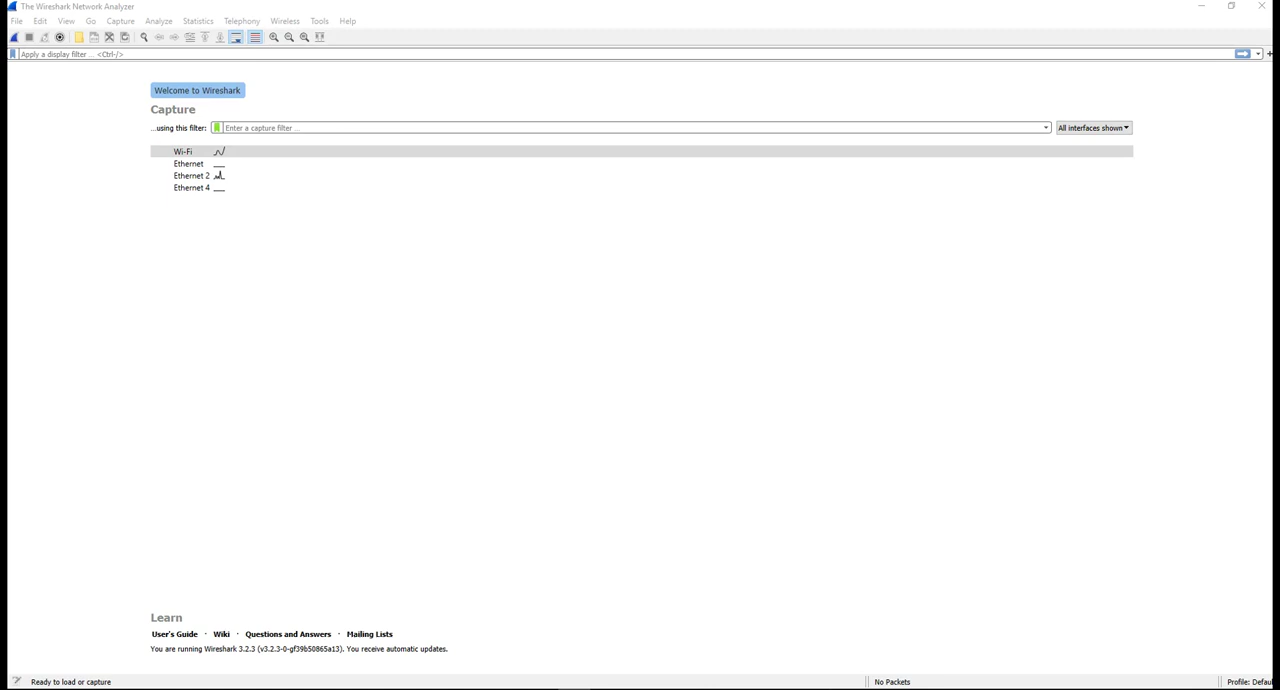 The Wireshark Network Analyzer
File Edit View Go Capture Analyze Statistics Telephony Wireless Tools Help
Apply a display filter ... <Ctrl-/>
Welcome to Wireshark
Capture
...using this filter: Enter a capture filter ... All interfaces shown
Wi-Fi
Ethernet
Ethernet 2
Ethernet 4
Learn
User's Guide · Wiki · Questions and Answers · Mailing Lists
You are running Wireshark 3.2.3 (v3.2.3-0-gf39b50865a13). You receive automatic updates.
Ready to load or capture No Packets Profile: Defau